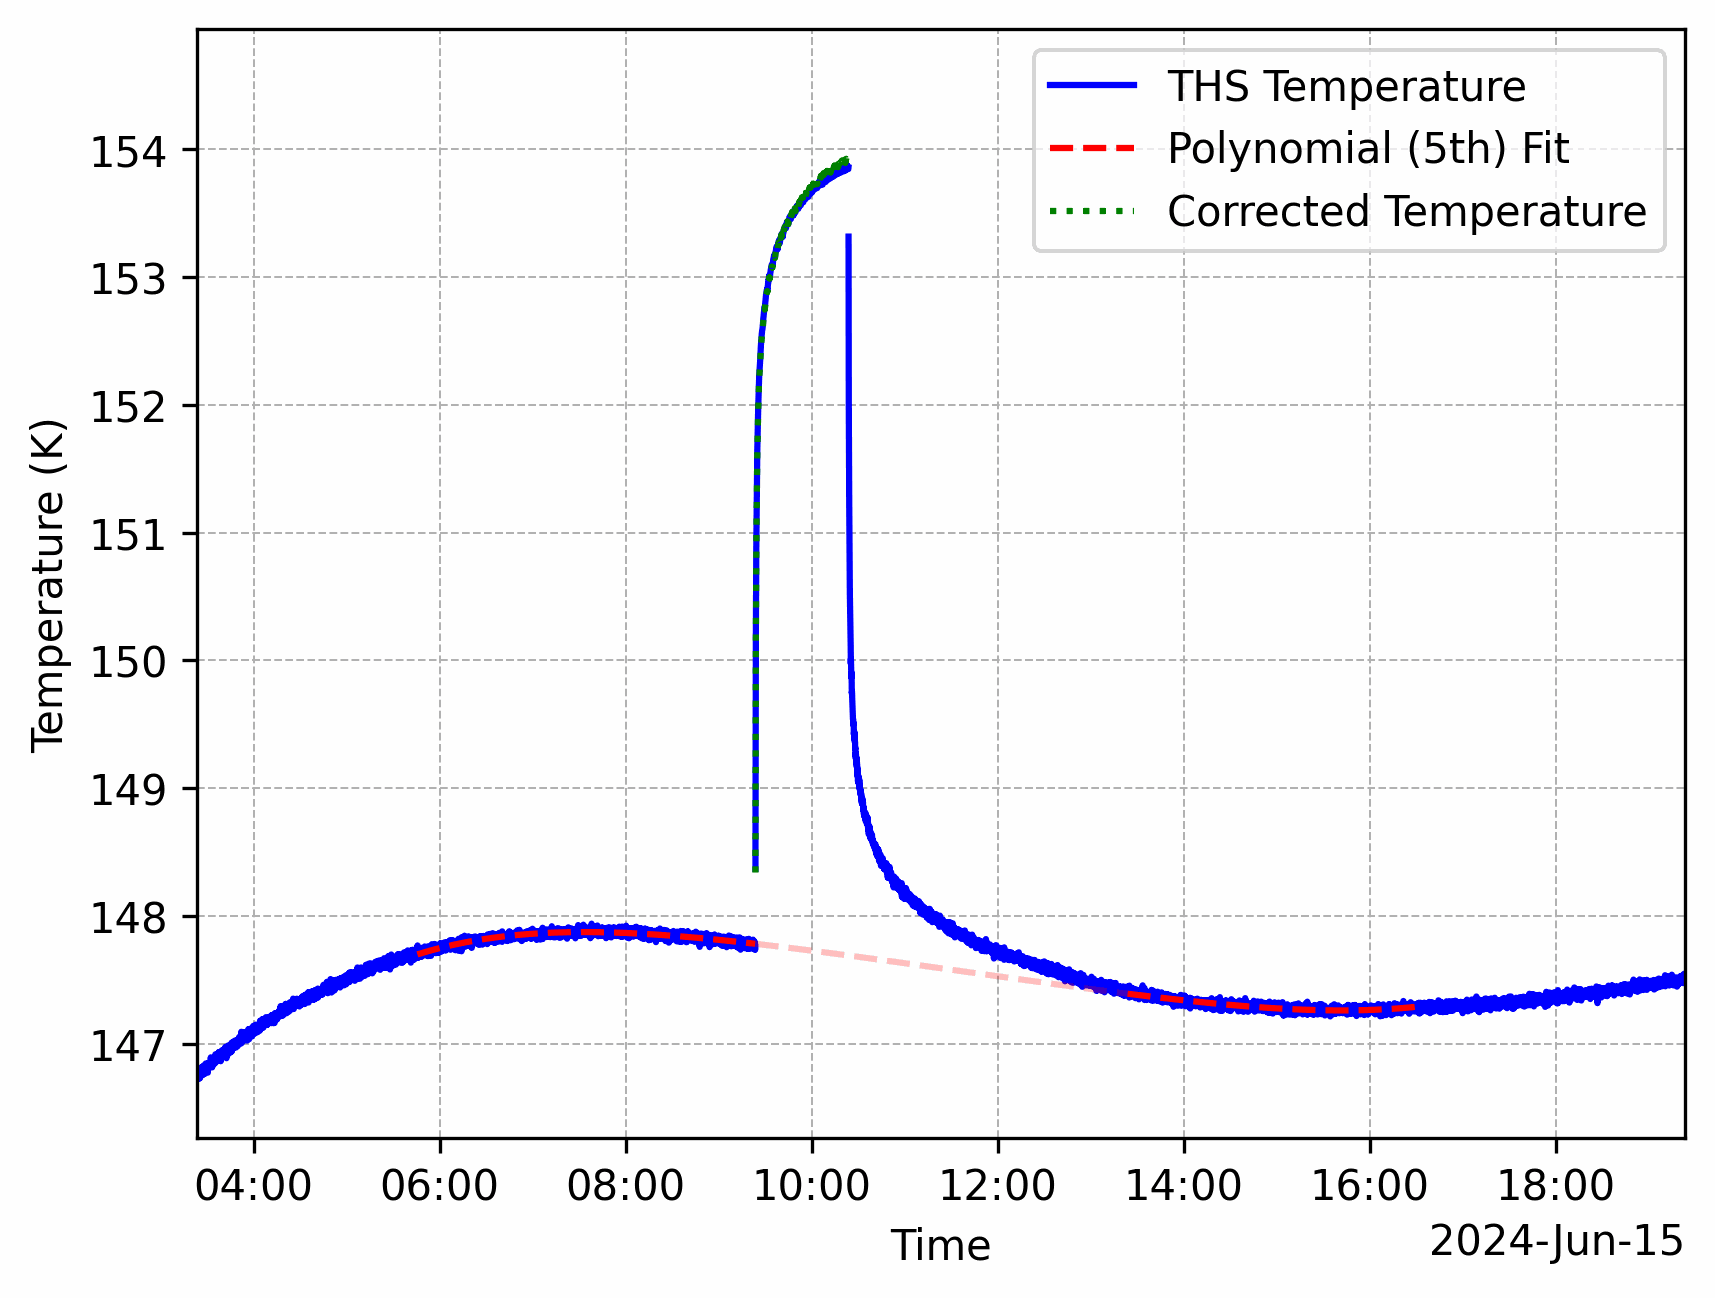 THS Temperature
Polynomial (5th) Fit
Corrected Temperature
154
153
152
151
150
149
148
147
Temperature (K)
04:00 06:00 08:00 10:00 12:00 14:00 16:00 18:00
2024-Jun-15
Time